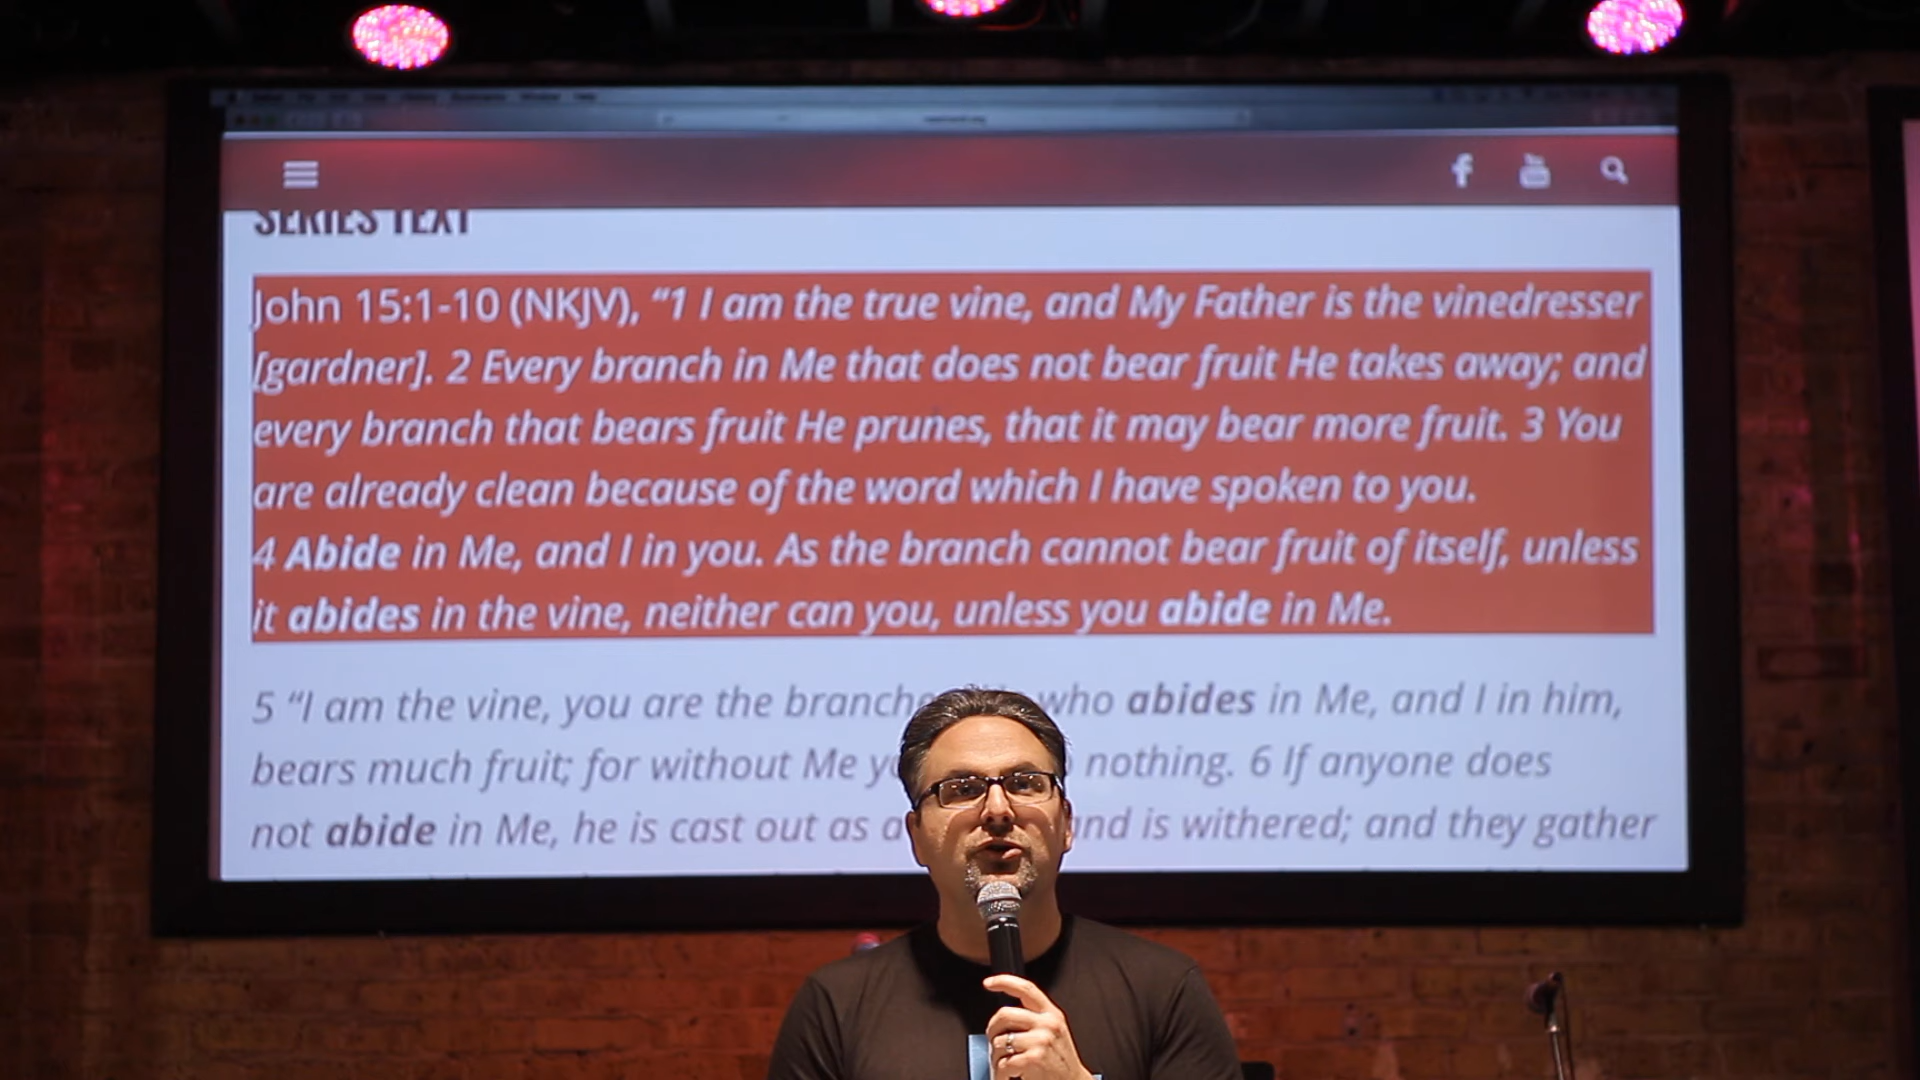 SERIES TEXT
John 15:1-10 (NKJV), “1 I am the true vine, and My Father is the vinedresser
[gardner]. 2 Every branch in Me that does not bear fruit He takes away; and
every branch that bears fruit He prunes, that it may bear more fruit. 3 You
are already clean because of the word which I have spoken to you.
4 Abide in Me, and I in you. As the branch cannot bear fruit of itself, unless
it abides in the vine, neither can you, unless you abide in Me.
5 “I am the vine, you are the branche who abides in Me, and I in him,
bears much fruit; for without Me nothing. 6 If anyone does
not abide in Me, he is cast out as a and is withered; and they gather